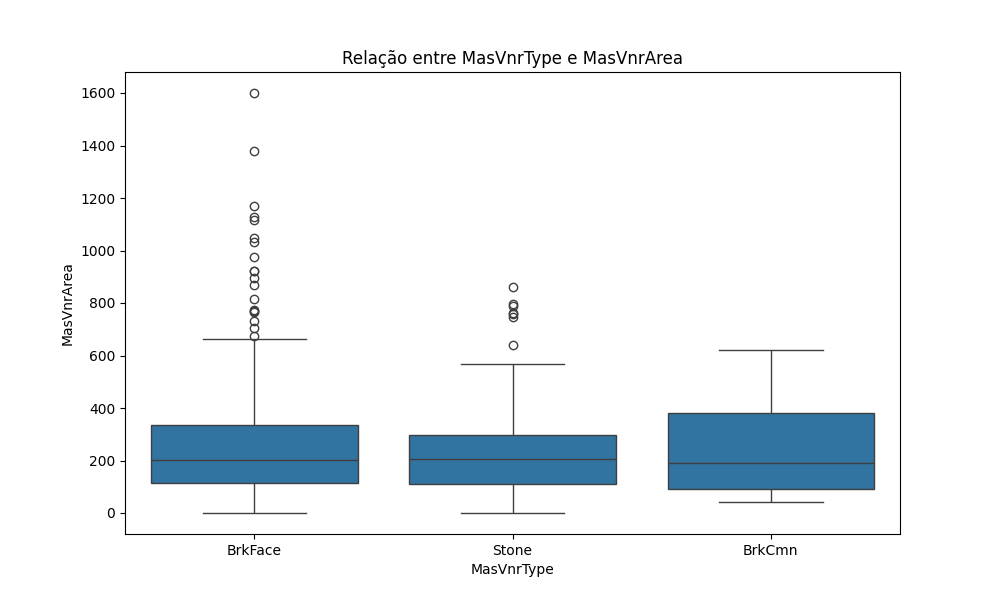 Relação entre MasVnrType e MasVnrArea
MasVnrArea
1600
1400
1200
1000
800
600
400
200
0
BrkFace
Stone
BrkCmn
MasVnrType